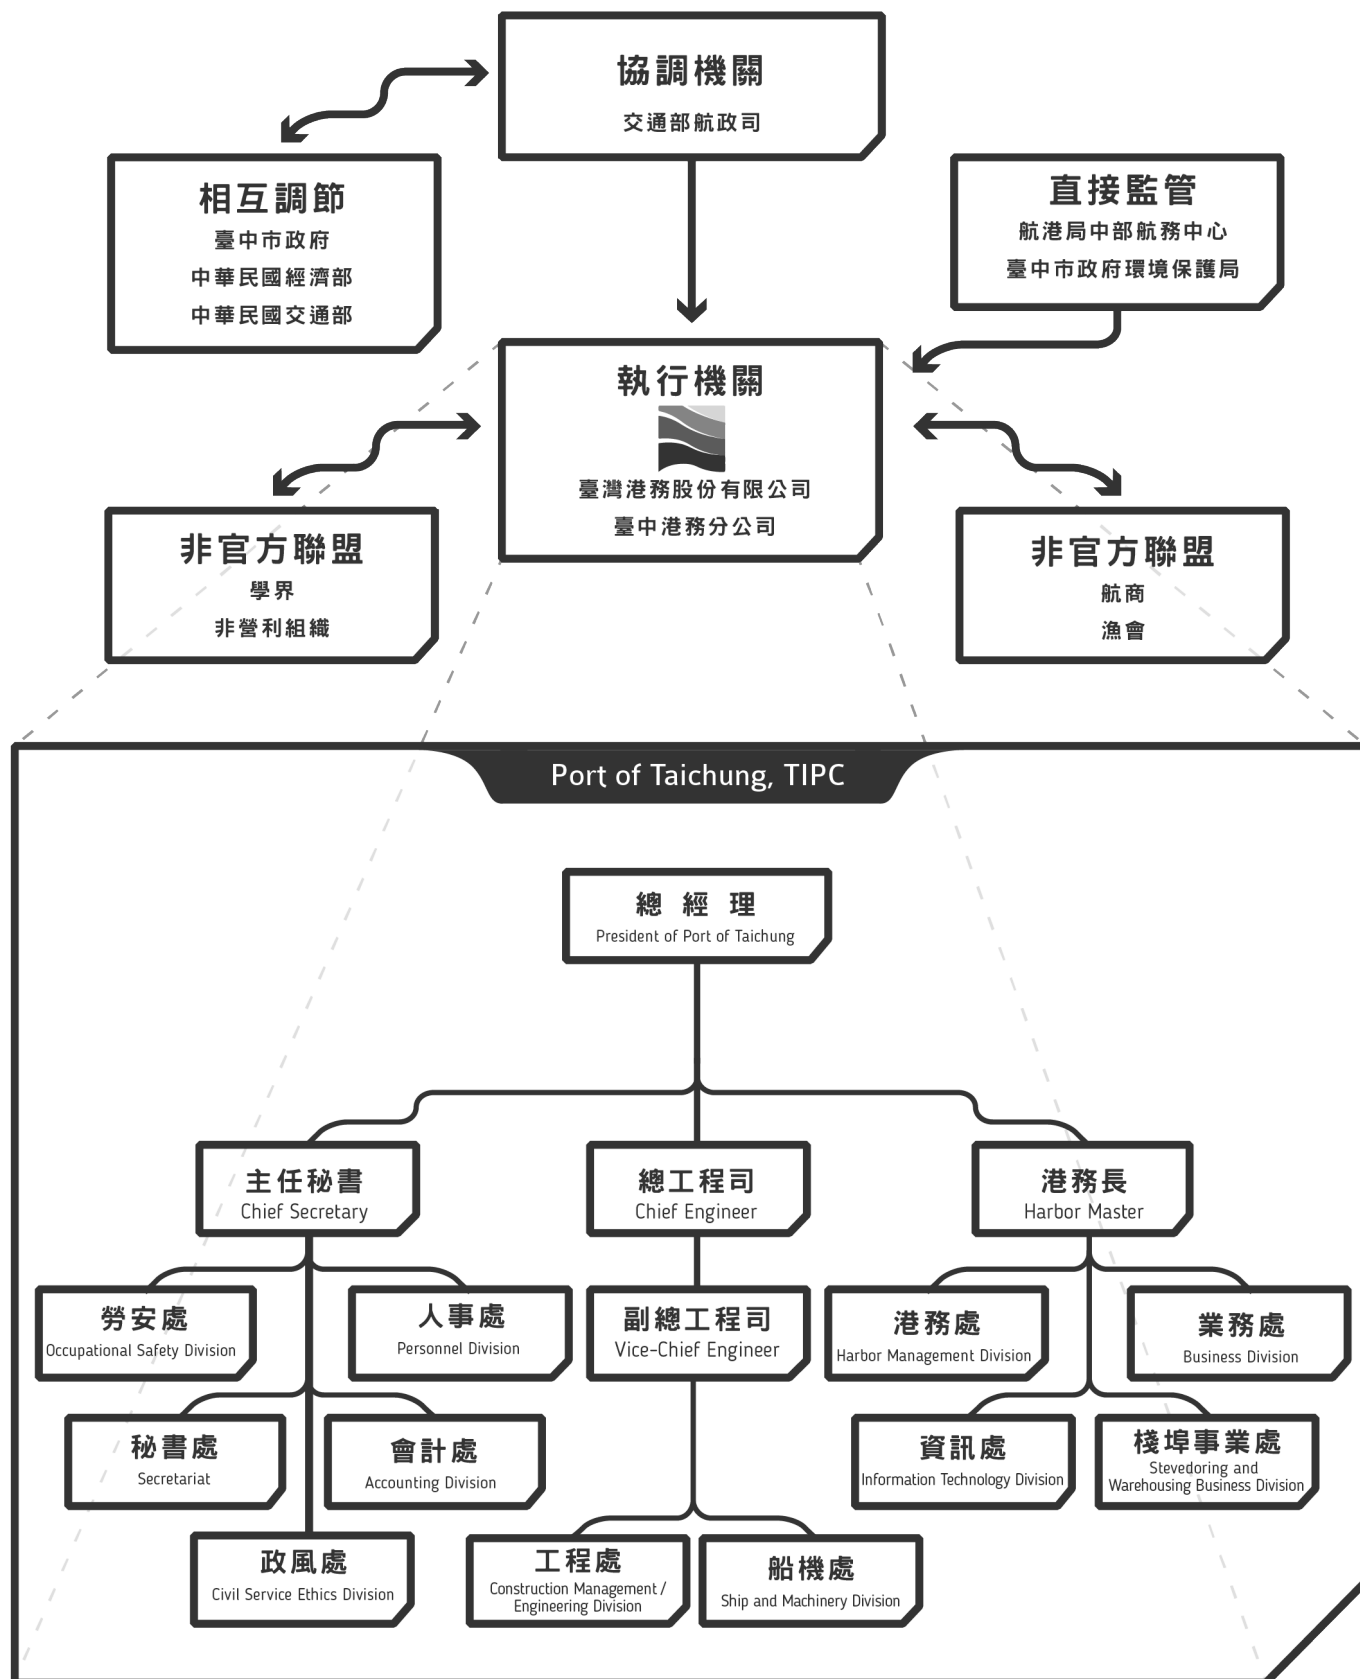 協調機關
交通部航政司
相互調節
臺中市政府
中華民國經濟部
中華民國交通部
直接監管
航港局中部航務中心
臺中市政府環境保護局
執行機關
臺灣港務股份有限公司
臺中港務分公司
非官方聯盟
學界
非營利組織
非官方聯盟
航商
漁會
Port of Taichung, TIPC
總 經 理
President of Port of Taichung
主任秘書
Chief Secretary
總工程司
Chief Engineer
港務長
Harbor Master
勞安處
Occupational Safety Division
人事處
Personnel Division
副總工程司
Vice-Chief Engineer
港務處
Harbor Management Division
業務處
Business Division
秘書處
Secretariat
會計處
Accounting Division
資訊處
Information Technology Division
棧埠事業處
Stevedoring and
Warehousing Business Division
政風處
Civil Service Ethics Division
工程處
Construction Management /
Engineering Division
船機處
Ship and Machinery Division